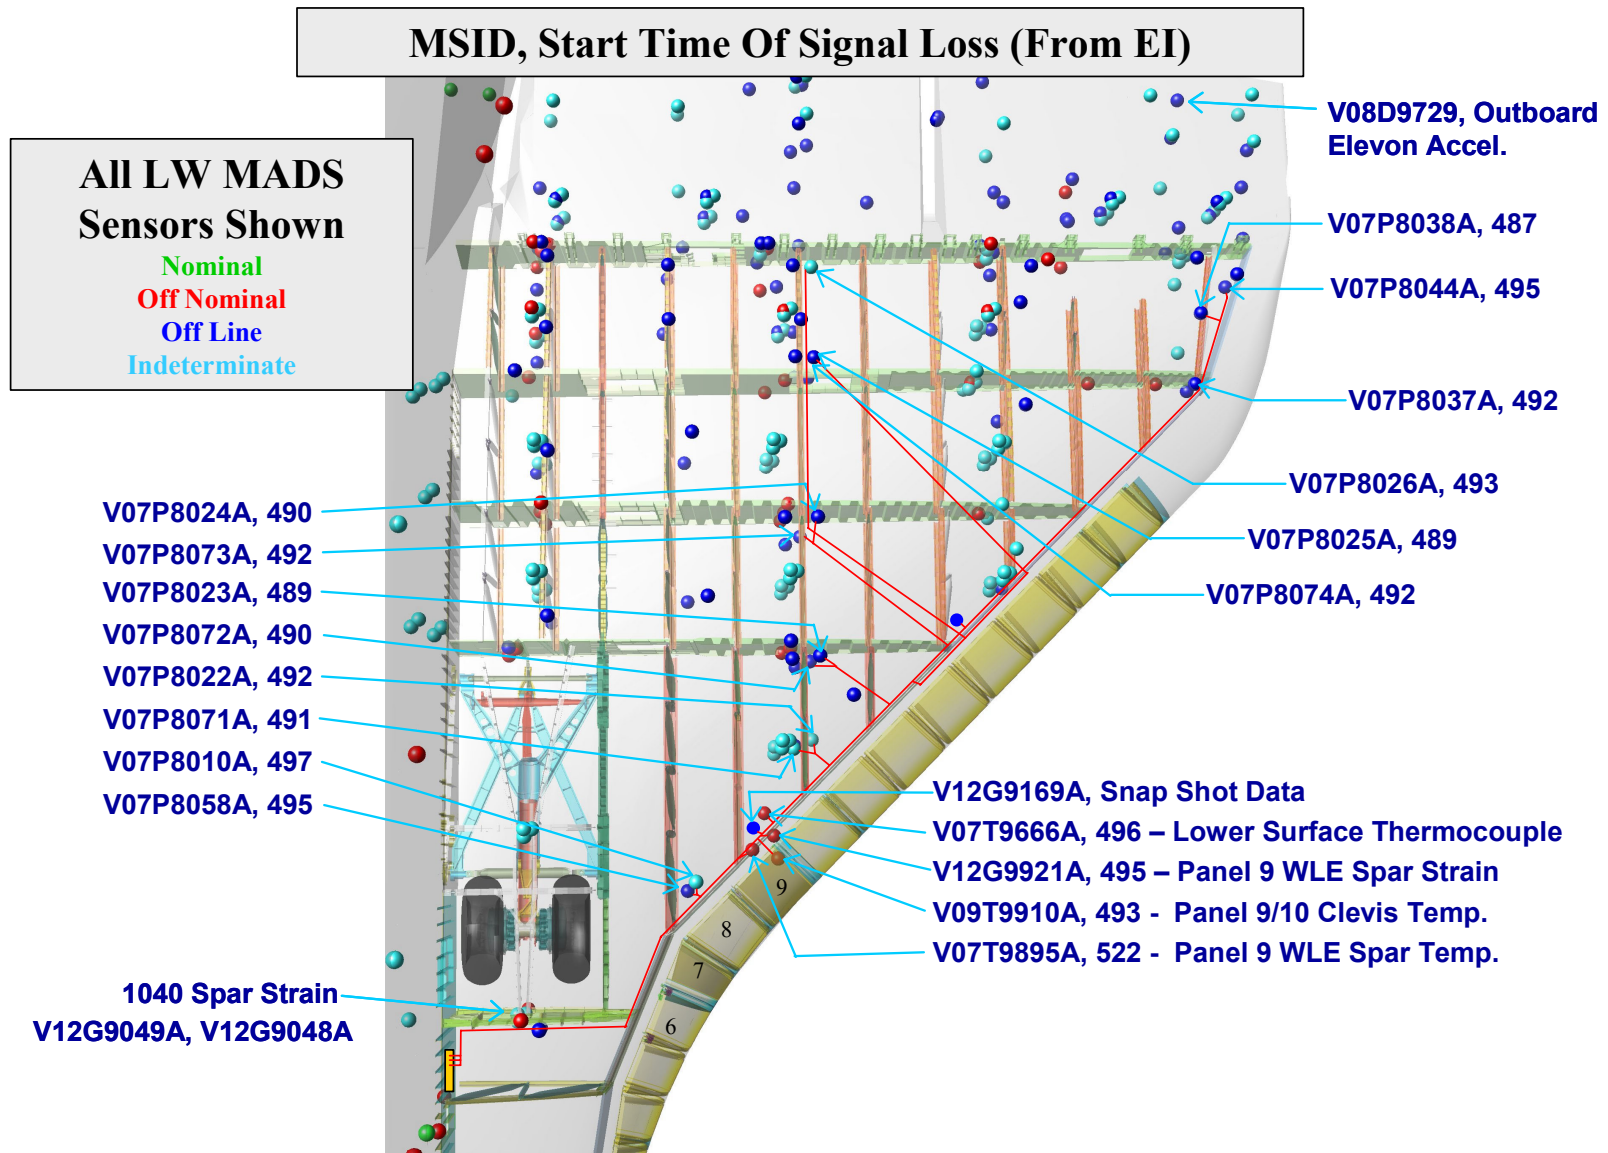 MSID, Start Time Of Signal Loss (From EI)
All LW MADS
Sensors Shown
Nominal
Off Nominal
Off Line
Indeterminate
V08D9729, Outboard
Elevon Accel.
V07P8038A, 487
V07P8044A, 495
V07P8037A, 492
V07P8026A, 493
V07P8025A, 489
V07P8074A, 492
V07P8024A, 490
V07P8073A, 492
V07P8023A, 489
V07P8072A, 490
V07P8022A, 492
V07P8071A, 491
V07P8010A, 497
V07P8058A, 495
V12G9169A, Snap Shot Data
V07T9666A, 496 – Lower Surface Thermocouple
V12G9921A, 495 – Panel 9 WLE Spar Strain
V09T9910A, 493 - Panel 9/10 Clevis Temp.
V07T9895A, 522 - Panel 9 WLE Spar Temp.
9
8
7
6
1040 Spar Strain
V12G9049A, V12G9048A